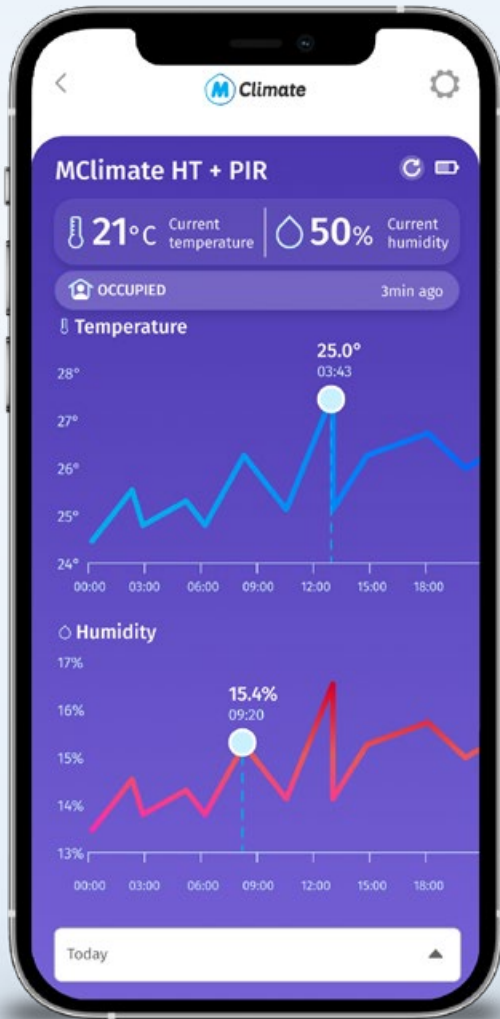 M Climate
MClimate HT + PIR
21°C Current temperature
50% Current humidity
OCCUPIED 3min ago
Temperature
25.0°
03:43
28°
27°
26°
25°
24°
00:00 03:00 06:00 09:00 12:00 15:00 18:00
Humidity
17%
15.4%
16%
09:20
15%
14%
13%
00:00 03:00 06:00 09:00 12:00 15:00 18:00
Today